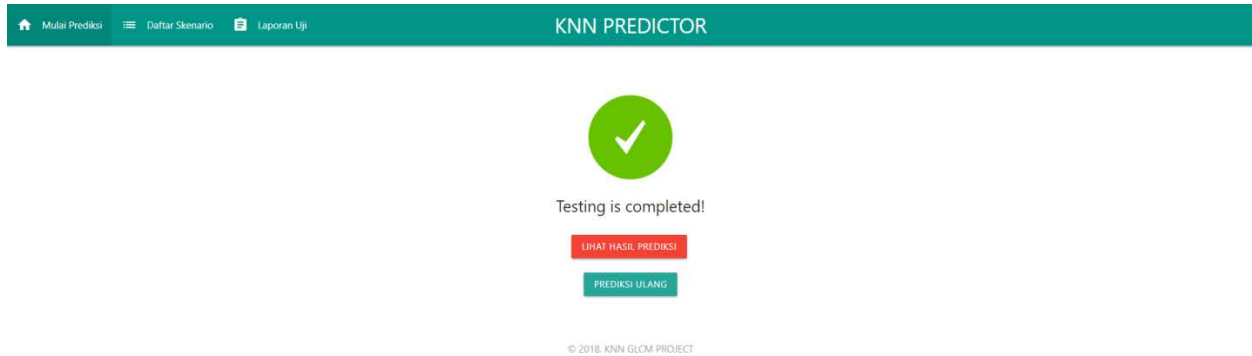 Mulai Prediksi Daftar Skenario Laporan Uji KNN PREDICTOR
Testing is completed!
LIHAT HASIL PREDIKSI
PREDIKSI ULANG
© 2018. KNN GLCM PROJECT